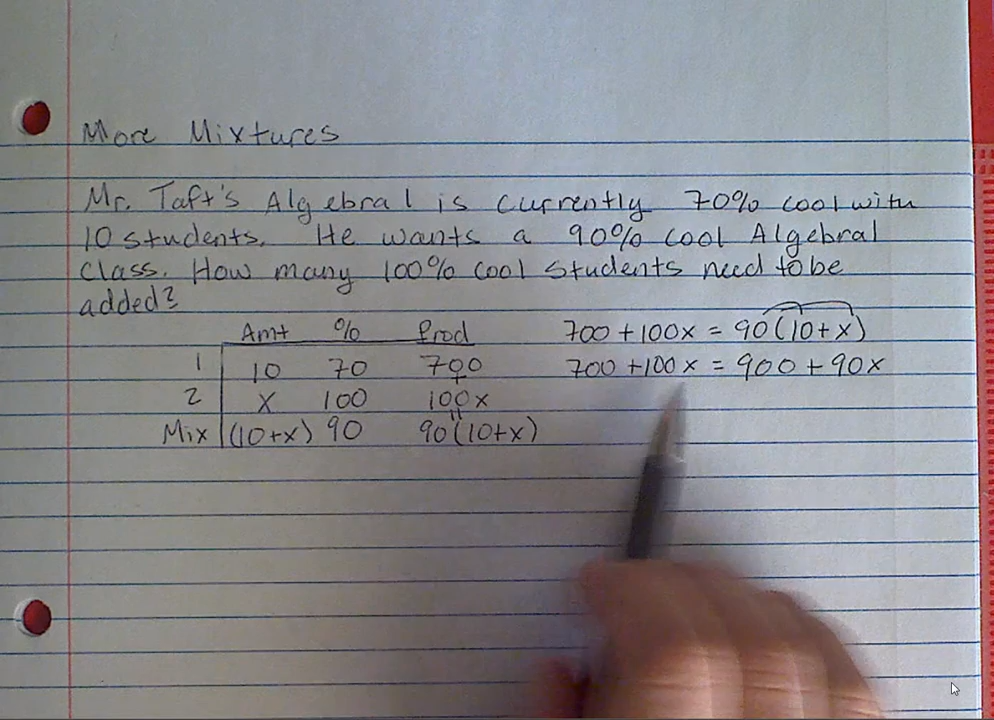 More Mixtures
Mr. Taft's Algebra 1 is currently 70% cool with
10 students. He wants a 90% cool Algebra 1
class. How many 100% cool students need to be
added?
Amt % Prod
1 10 70 700
+
2 x 100 100x
=
Mix (10+x) 90 90(10+x)
700 + 100x = 90(10+x)
700 + 100x = 900 + 90x